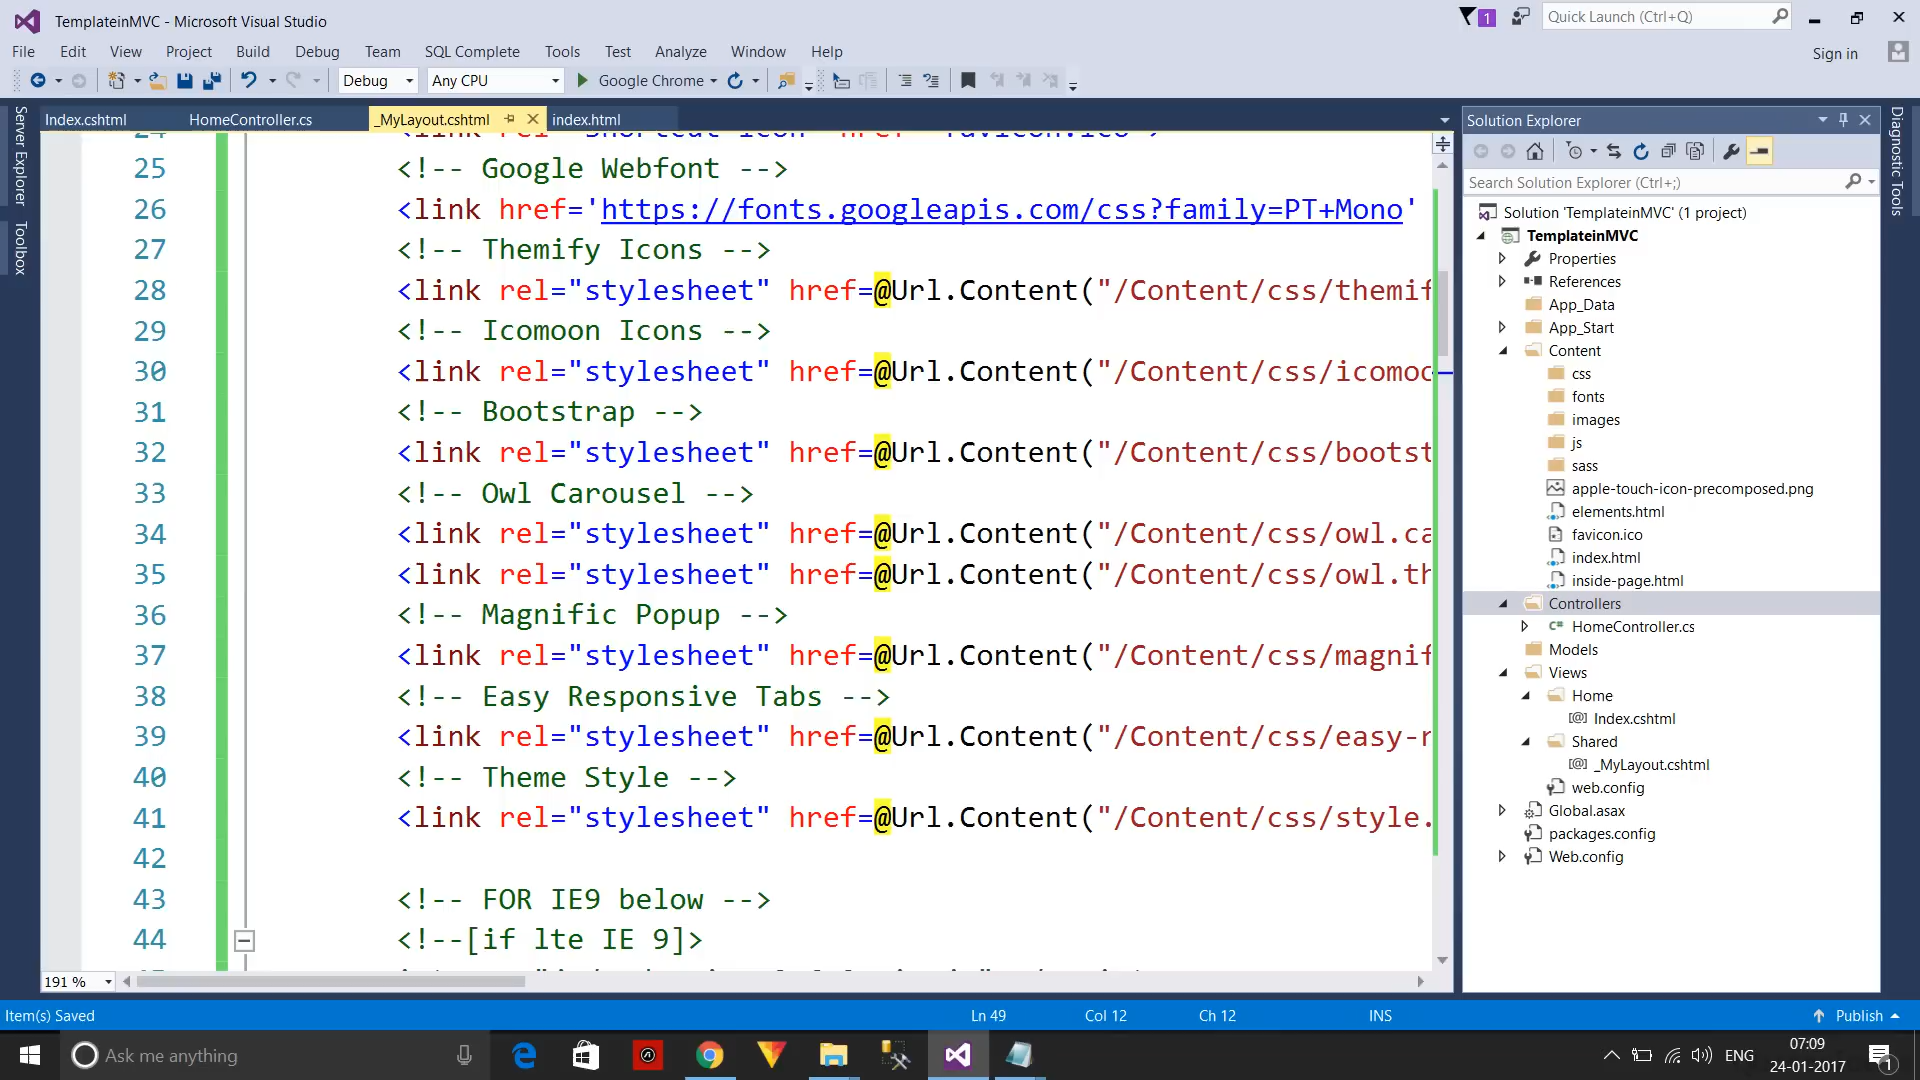 TemplateinMVC - Microsoft Visual Studio
1
Quick Launch (Ctrl+Q)
File Edit View Project Build Debug Team SQL Complete Tools Test Analyze Window Help
Sign in
Debug Any CPU Google Chrome
Server Explorer
Toolbox
Index.cshtml HomeController.cs _MyLayout.cshtml index.html
25 <!-- Google Webfont -->
26 <link href='https://fonts.googleapis.com/css?family=PT+Mono'
27 <!-- Themify Icons -->
28 <link rel="stylesheet" href=@Url.Content("/Content/css/themif
29 <!-- Icomoon Icons -->
30 <link rel="stylesheet" href=@Url.Content("/Content/css/icomoo
31 <!-- Bootstrap -->
32 <link rel="stylesheet" href=@Url.Content("/Content/css/bootst
33 <!-- Owl Carousel -->
34 <link rel="stylesheet" href=@Url.Content("/Content/css/owl.ca
35 <link rel="stylesheet" href=@Url.Content("/Content/css/owl.th
36 <!-- Magnific Popup -->
37 <link rel="stylesheet" href=@Url.Content("/Content/css/magnif
38 <!-- Easy Responsive Tabs -->
39 <link rel="stylesheet" href=@Url.Content("/Content/css/easy-r
40 <!-- Theme Style -->
41 <link rel="stylesheet" href=@Url.Content("/Content/css/style.
42
43 <!-- FOR IE9 below -->
44 <!--[if lte IE 9]>
191 %
Solution Explorer
Search Solution Explorer (Ctrl+;)
Solution 'TemplateinMVC' (1 project)
TemplateinMVC
Properties
References
App_Data
App_Start
Content
css
fonts
images
js
sass
apple-touch-icon-precomposed.png
elements.html
favicon.ico
index.html
inside-page.html
Controllers
C# HomeController.cs
Models
Views
Home
[@] Index.cshtml
Shared
[@] _MyLayout.cshtml
web.config
Global.asax
packages.config
Web.config
Diagnostic Tools
Item(s) Saved Ln 49 Col 12 Ch 12 INS Publish
Ask me anything
ENG
07:09
24-01-2017
1